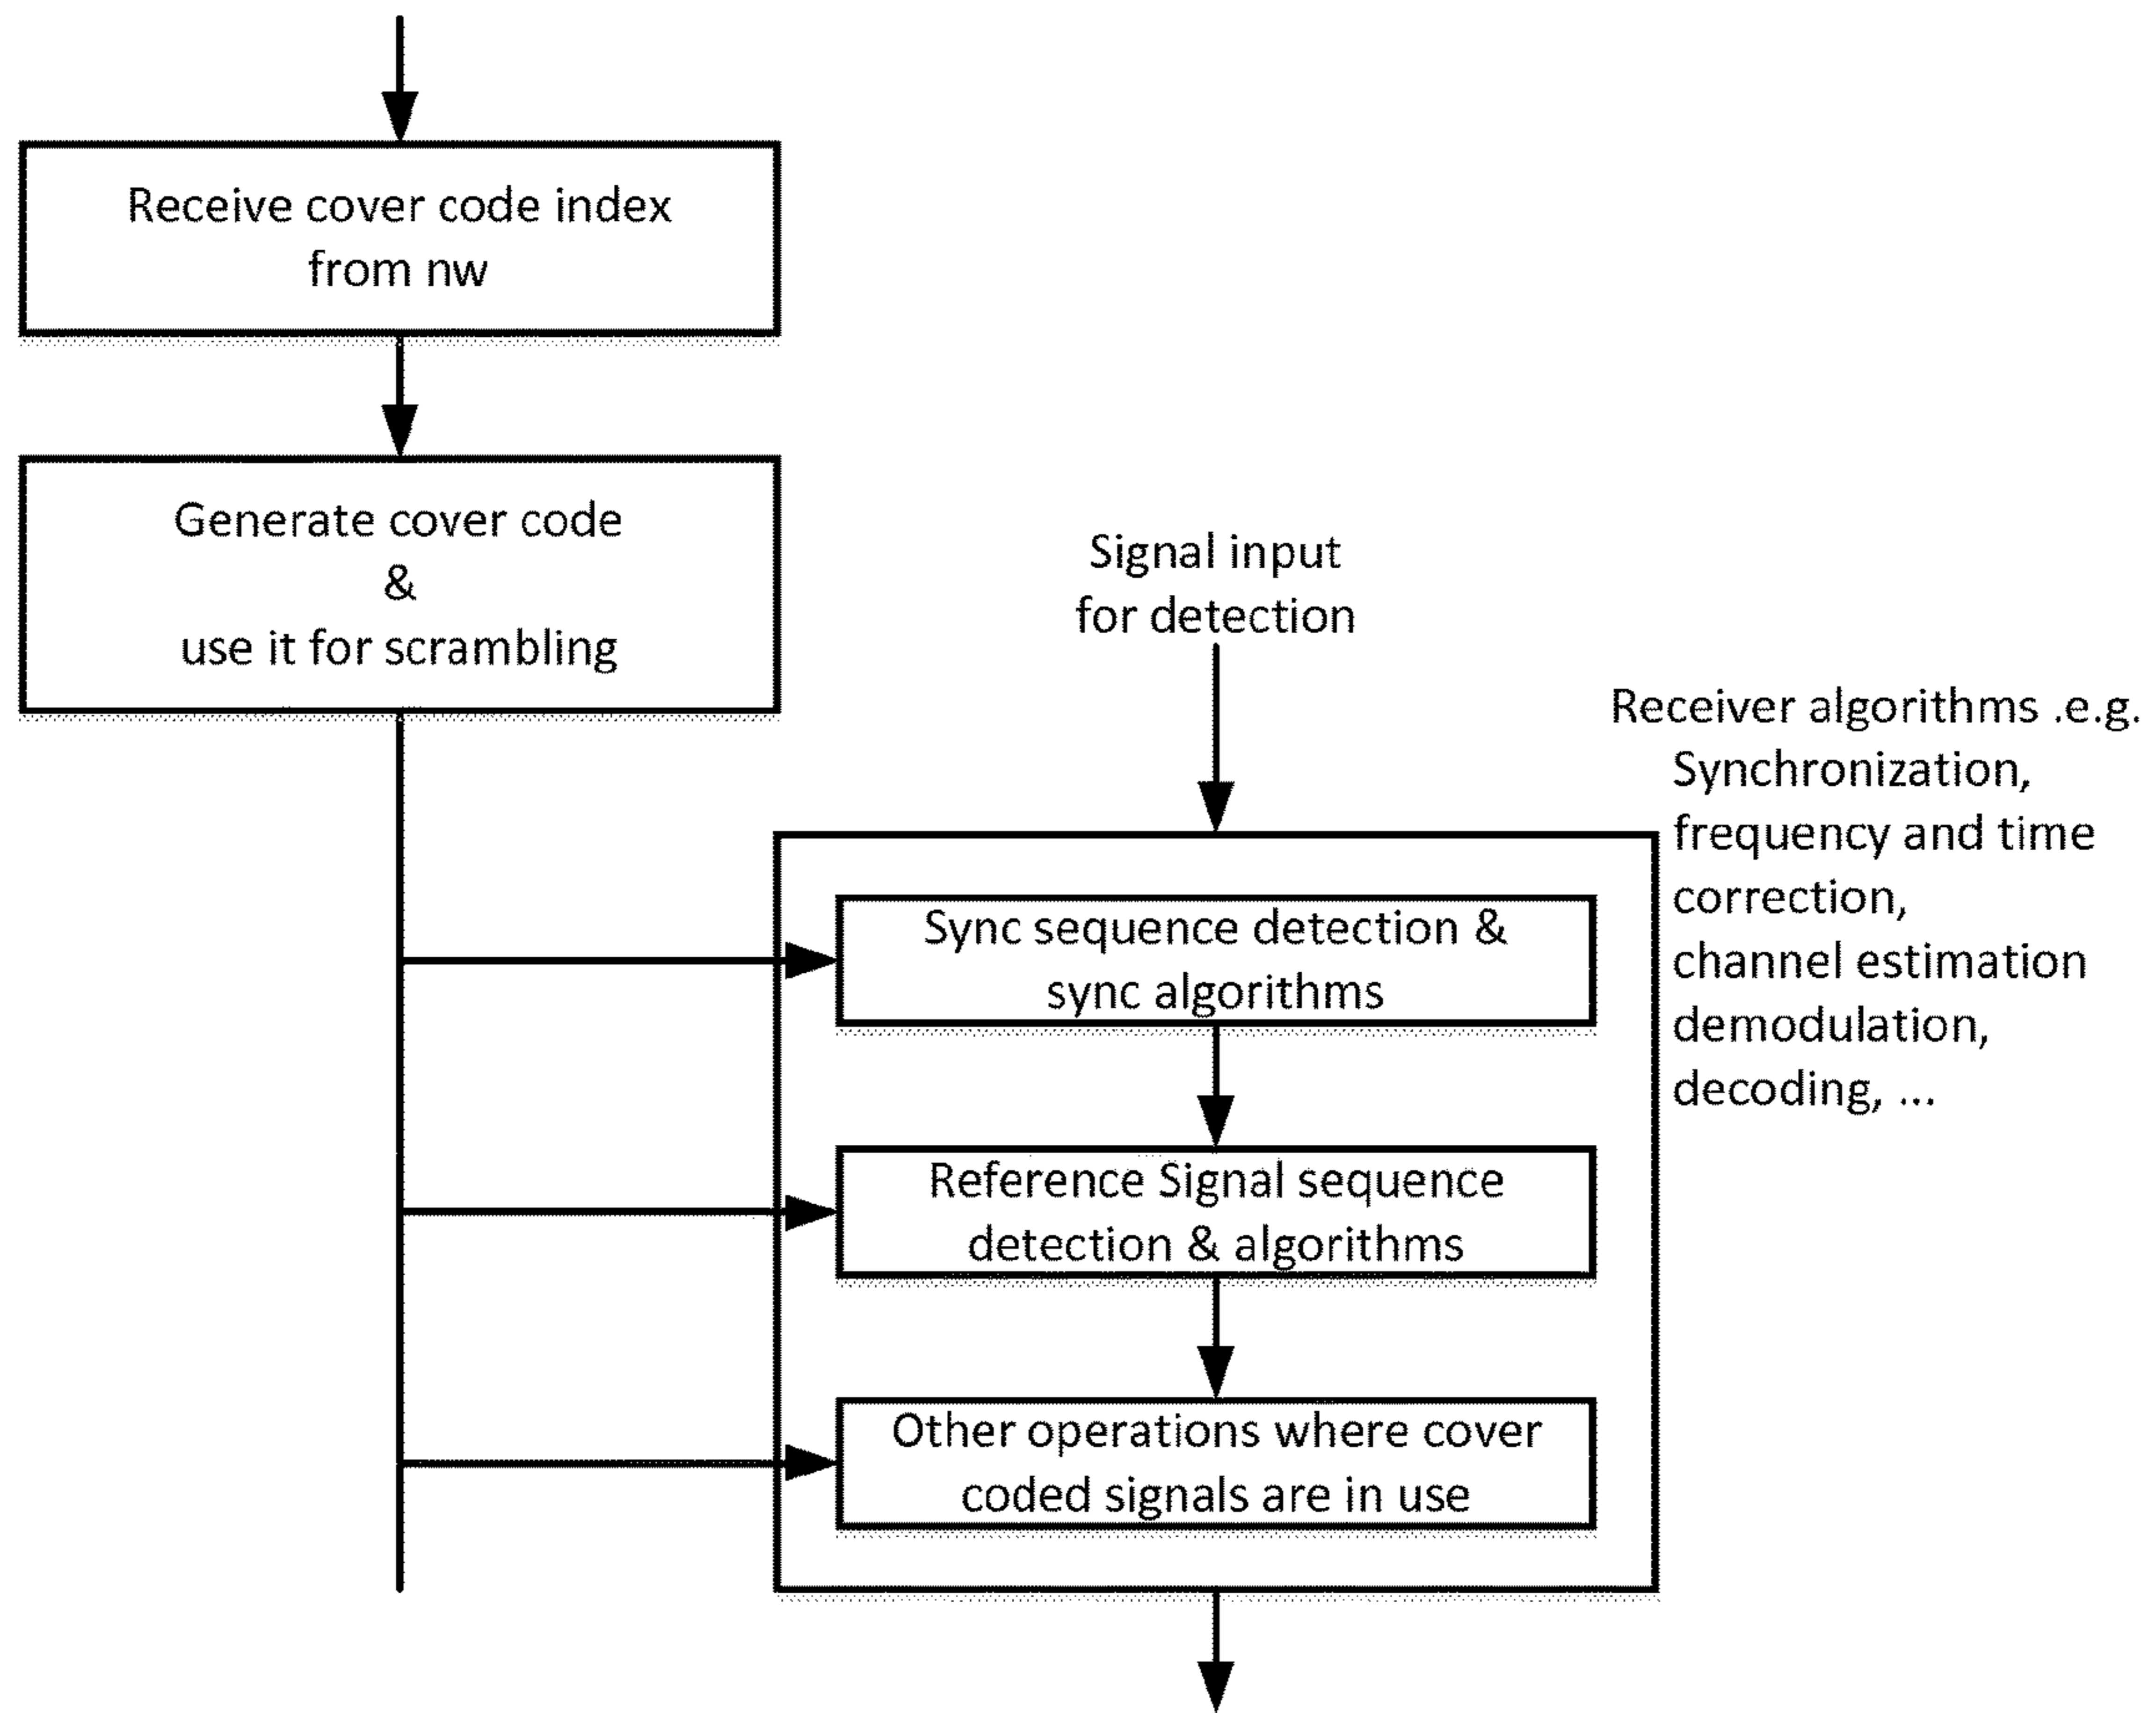 Receive cover code index
from nw
Generate cover code
&
use it for scrambling
Signal input
for detection
Receiver algorithms .e.g.
Synchronization,
frequency and time
correction,
channel estimation
demodulation,
decoding, ...
Sync sequence detection &
sync algorithms
Reference Signal sequence
detection & algorithms
Other operations where cover
coded signals are in use